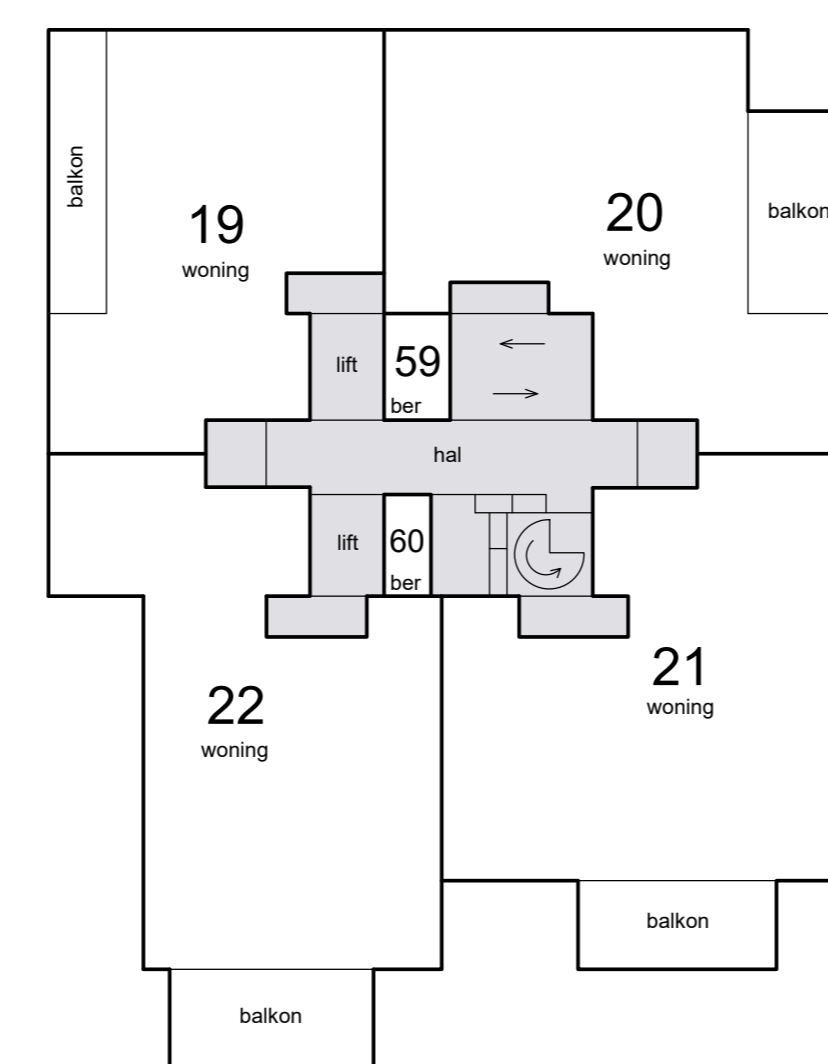 balkon
19
woning
20
woning
balkon
lift
59
ber
hal
lift
60
ber
21
woning
22
woning
balkon
balkon